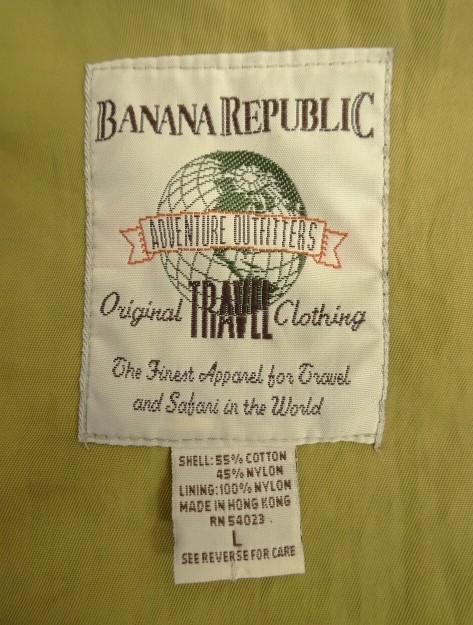 BANANA REPUBLIC
ADVENTURE OUTFITTERS
Original TRAVEL Clothing
The Finest Apparel for Travel
and Safari in the World
SHELL: 55% COTTON
45% NYLON
LINING: 100% NYLON
MADE IN HONG KONG
RN 54023
L
SEE REVERSE FOR CARE